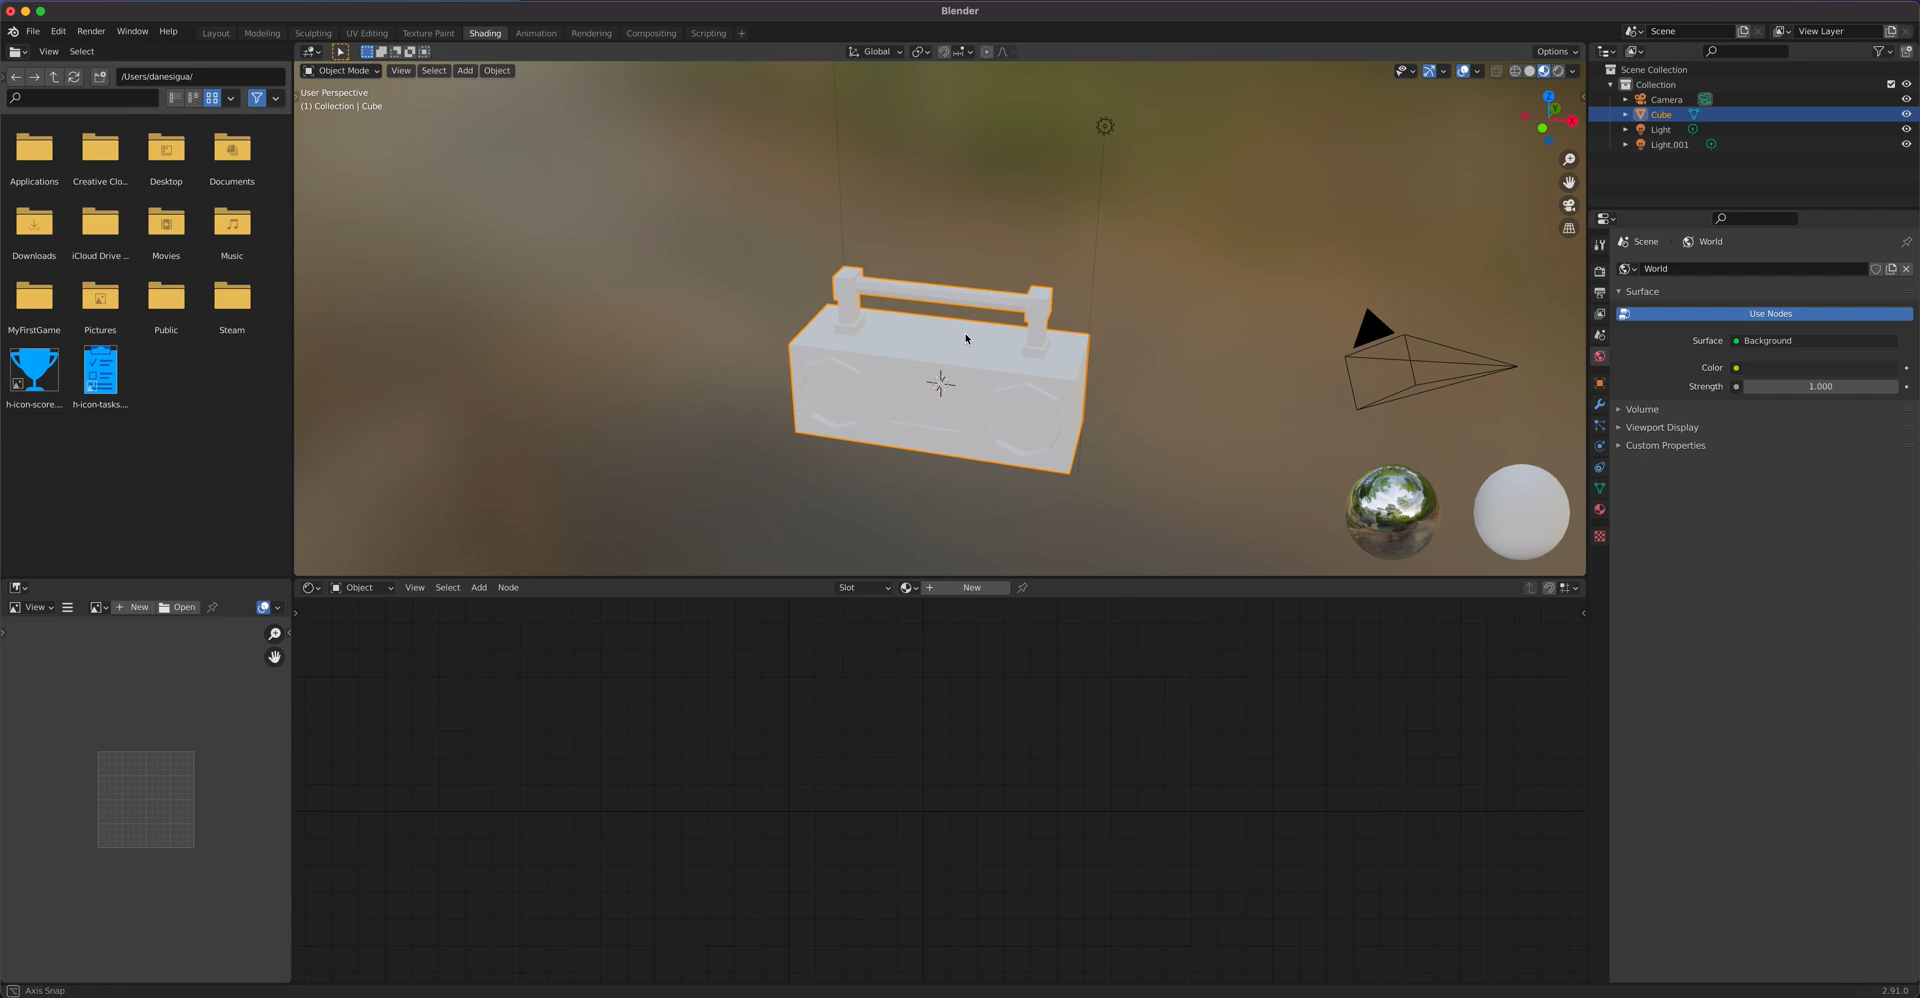 Blender
File Edit Render Window Help Layout Modeling Sculpting UV Editing Texture Paint Shading Animation Rendering Compositing Scripting + Scene View Layer
View Select
Global
Options
/Users/danesigua/
Object Mode View Select Add Object
User Perspective
(1) Collection | Cube
Applications Creative Clo... Desktop Documents
Downloads iCloud Drive ... Movies Music
MyFirstGame Pictures Public Steam
h-icon-score.... h-icon-tasks....
Z
Y
X
Scene Collection
Collection
Camera
Cube
Light
Light.001
Scene World
World
Surface
Use Nodes
Surface Background
Color
Strength 1.000
Volume
Viewport Display
Custom Properties
Object View Select Add Node Slot + New
View + New Open
Axis Snap
2.91.0